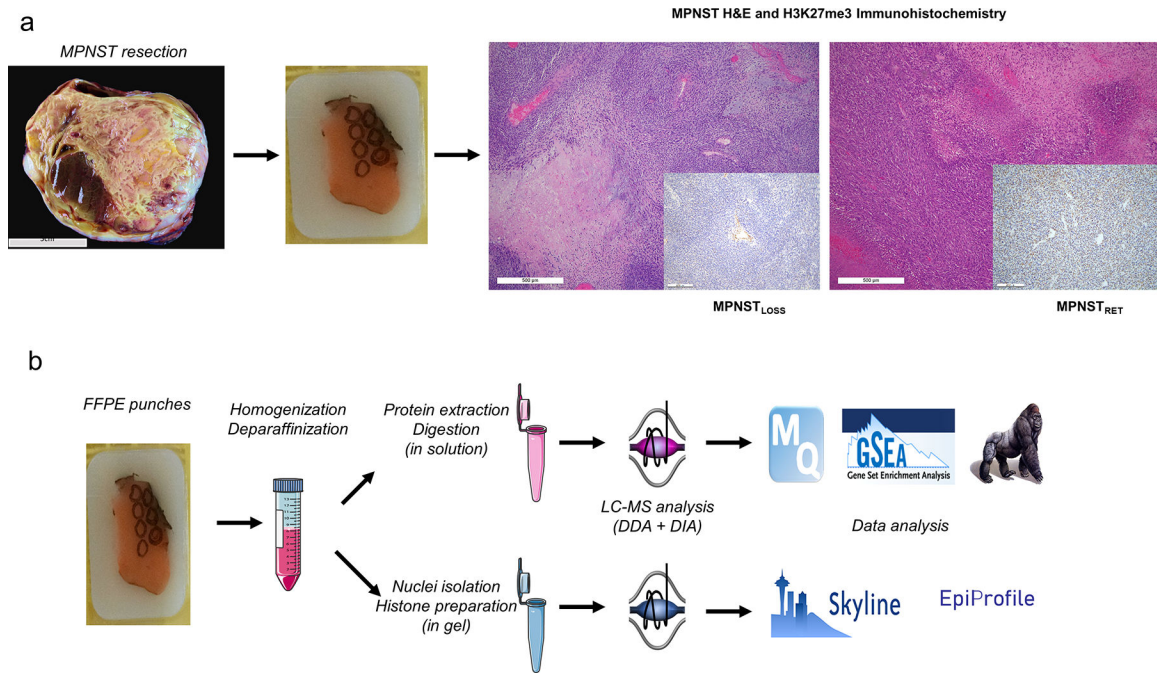 a
MPNST H&E and H3K27me3 Immunohistochemistry
MPNST resection
3cm
500 µm
500 µm
MPNSTLOSS
MPNSTRET
b
FFPE punches
Homogenization
Deparaffinization
Protein extraction
Digestion
(in solution)
LC-MS analysis
(DDA + DIA)
MQ
GSEA
Gene Set Enrichment Analysis
Data analysis
Nuclei isolation
Histone preparation
(in gel)
Skyline
EpiProfile